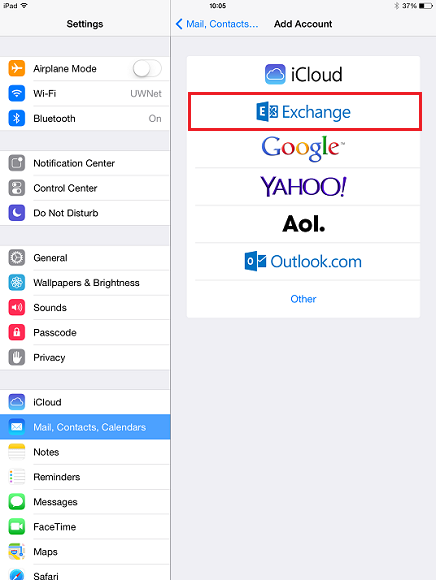 iPad 10:05 37%
Settings
Airplane Mode
Wi-Fi UWNet
Bluetooth On
Notification Center
Control Center
Do Not Disturb
General
Wallpapers & Brightness
Sounds
Passcode
Privacy
iCloud
Mail, Contacts, Calendars
Notes
Reminders
Messages
FaceTime
Maps
Safari
Mail, Contacts... Add Account
iCloud
E Exchange
Google™
YAHOO!
Aol.
O Outlook.com
Other